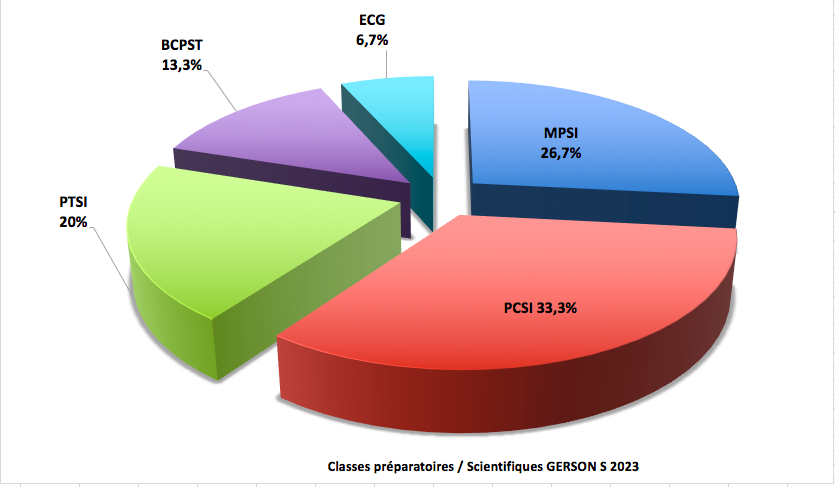 ECG
6,7%
BCPST
13,3%
MPSI
26,7%
PTSI
20%
PCSI 33,3%
Classes préparatoires / Scientifiques GERSON S 2023